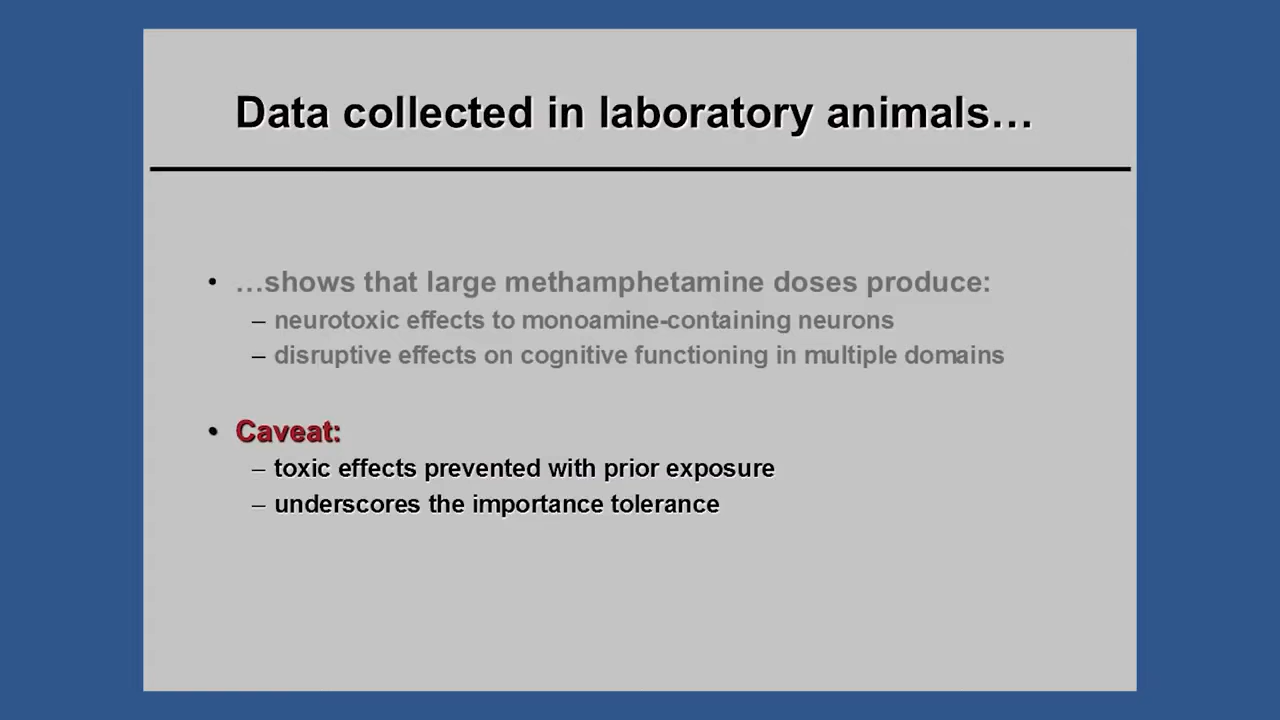 Data collected in laboratory animals…
• …shows that large methamphetamine doses produce:
– neurotoxic effects to monoamine-containing neurons
– disruptive effects on cognitive functioning in multiple domains
• Caveat:
– toxic effects prevented with prior exposure
– underscores the importance tolerance